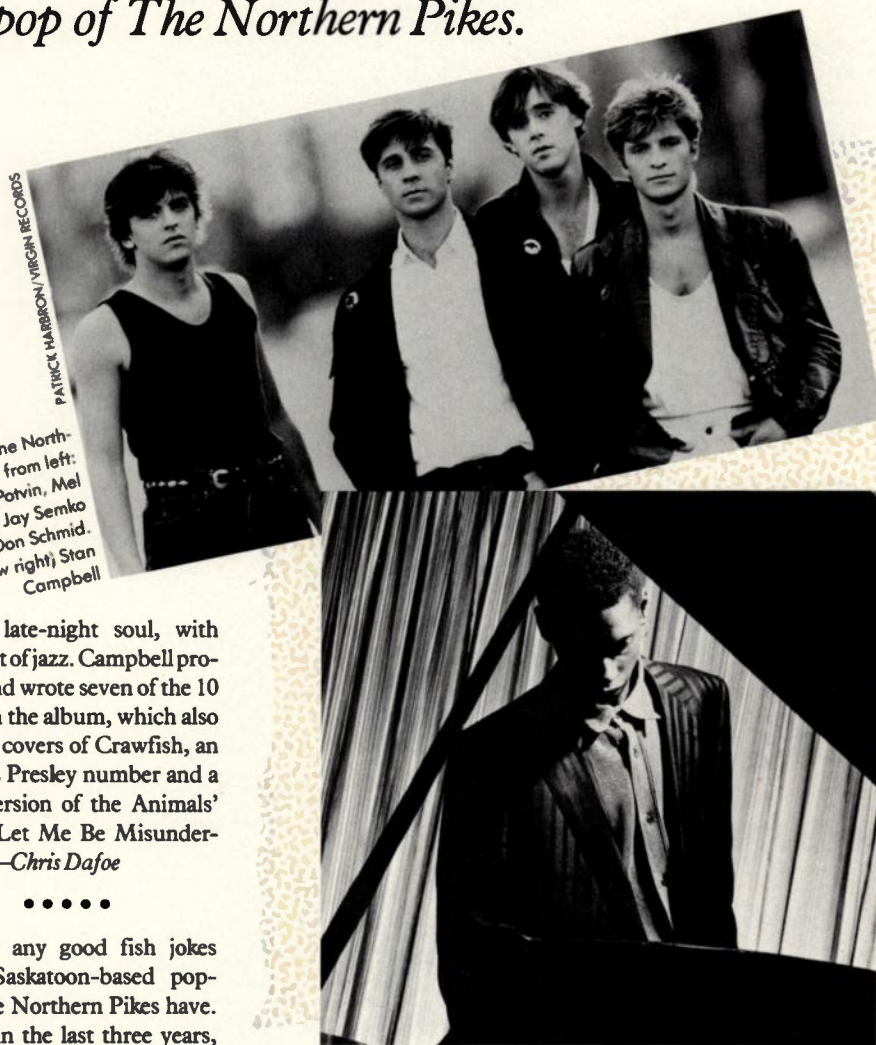 pop of The Northern Pikes.
PATRICK HARBRON/VIRGIN RECORDS
North-
from left:
Potvin, Mel
Jay Semko
Don Schmid.
right) Stan
Campbell
late-night soul, with
t of jazz. Campbell pro-
nd wrote seven of the 10
the album, which also
covers of Crawfish, an
Presley number and a
ersion of the Animals'
Let Me Be Misunder-
—Chris Dafoe
•••••
any good fish jokes
Saskatoon-based pop-
e Northern Pikes have.
n the last three years,